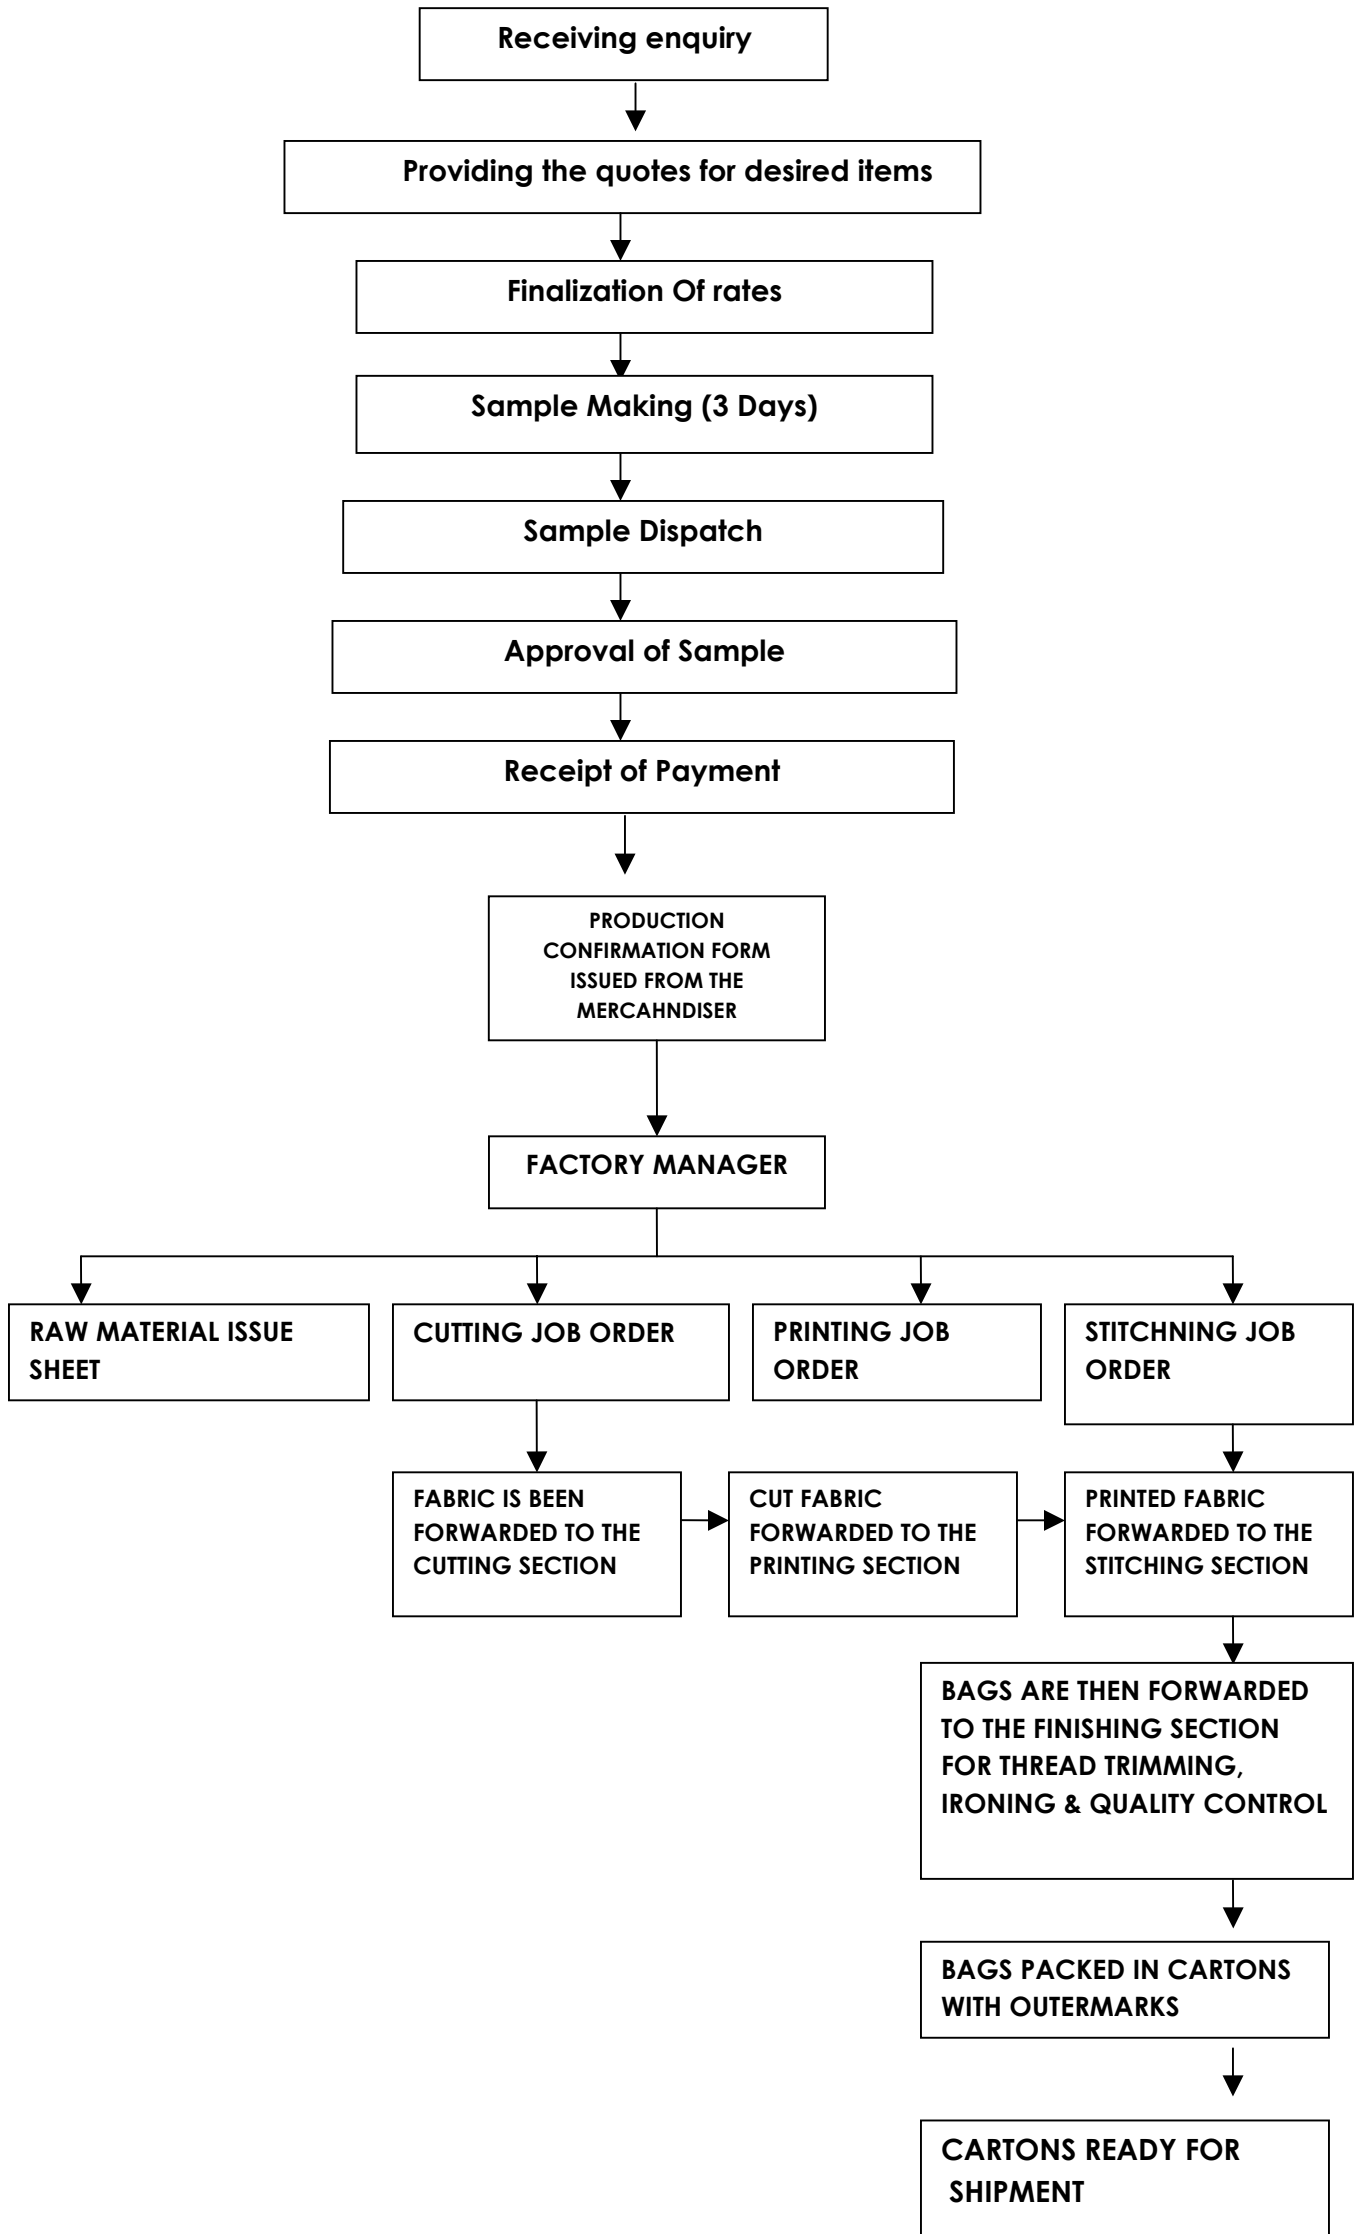 Receiving enquiry
Providing the quotes for desired items
Finalization Of rates
Sample Making (3 Days)
Sample Dispatch
Approval of Sample
Receipt of Payment
PRODUCTION
CONFIRMATION FORM
ISSUED FROM THE
MERCAHNDISER
FACTORY MANAGER
RAW MATERIAL ISSUE
SHEET
CUTTING JOB ORDER
PRINTING JOB
ORDER
STITCHNING JOB
ORDER
FABRIC IS BEEN
FORWARDED TO THE
CUTTING SECTION
CUT FABRIC
FORWARDED TO THE
PRINTING SECTION
PRINTED FABRIC
FORWARDED TO THE
STITCHING SECTION
BAGS ARE THEN FORWARDED
TO THE FINISHING SECTION
FOR THREAD TRIMMING,
IRONING & QUALITY CONTROL
BAGS PACKED IN CARTONS
WITH OUTERMARKS
CARTONS READY FOR
SHIPMENT